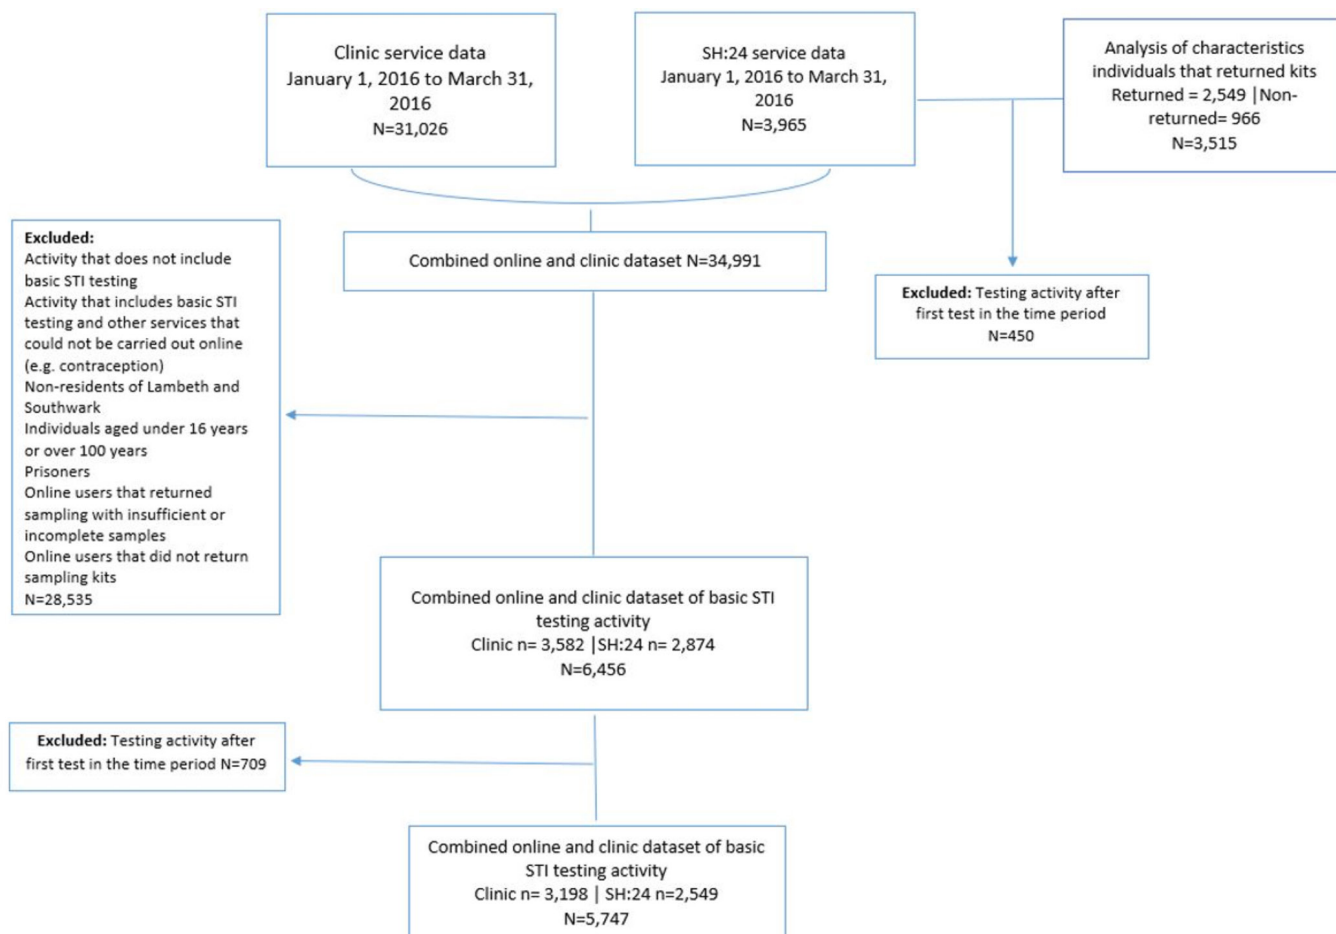 Clinic service data
January 1, 2016 to March 31,
2016
N=31,026
SH:24 service data
January 1, 2016 to March 31,
2016
N=3,965
Analysis of characteristics
individuals that returned kits
Returned = 2,549 |Non-
returned= 966
N=3,515
Combined online and clinic dataset N=34,991
Excluded: Testing activity after
first test in the time period
N=450
Excluded:
Activity that does not include
basic STI testing
Activity that includes basic STI
testing and other services that
could not be carried out online
(e.g. contraception)
Non-residents of Lambeth and
Southwark
Individuals aged under 16 years
or over 100 years
Prisoners
Online users that returned
sampling with insufficient or
incomplete samples
Online users that did not return
sampling kits
N=28,535
Combined online and clinic dataset of basic STI
testing activity
Clinic n= 3,582 |SH:24 n= 2,874
N=6,456
Excluded: Testing activity after
first test in the time period N=709
Combined online and clinic dataset of basic
STI testing activity
Clinic n= 3,198 | SH:24 n=2,549
N=5,747